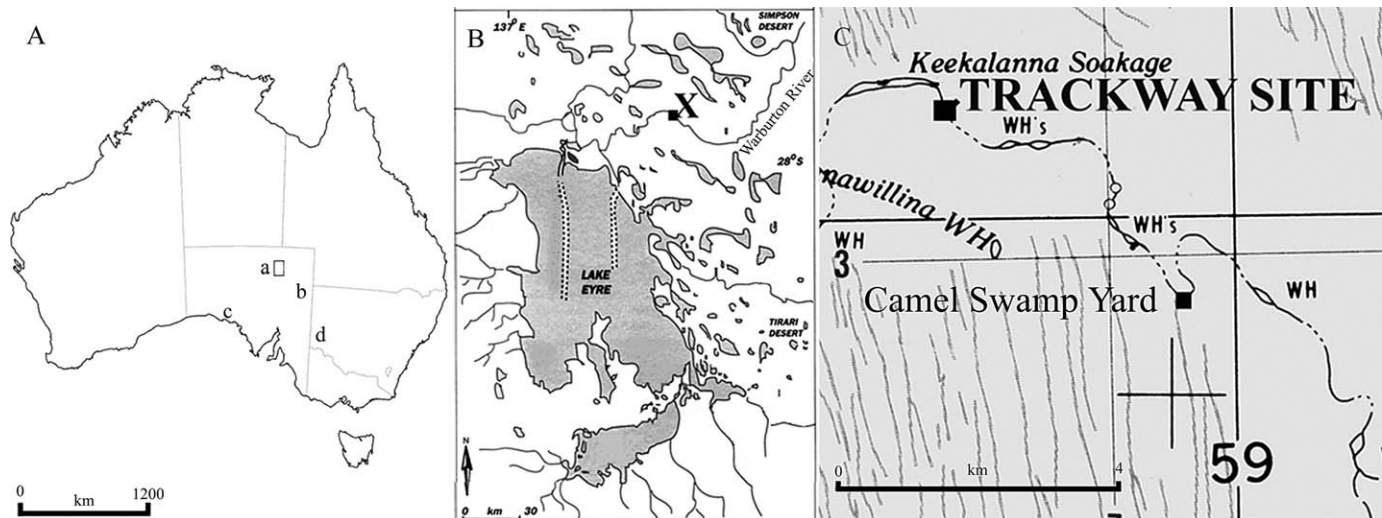 A
a
b
c
d
0
km
1200
B
137° E
SIMPSON
DESERT
X
Warburton River
28° S
LAKE
EYRE
TIRARI
DESERT
N
0 km 30
C
Keekalanna Soakage
TRACKWAY SITE
WH's
nawillina WH
WH's
WH
3
WH
Camel Swamp Yard
59
0
km
4